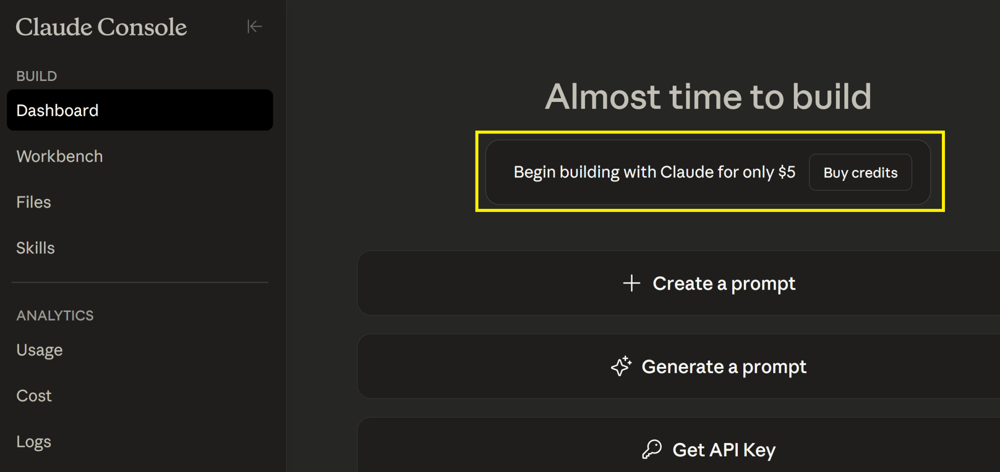 Claude Console
BUILD
Dashboard
Workbench
Files
Skills
ANALYTICS
Usage
Cost
Logs
Almost time to build
Begin building with Claude for only $5
Buy credits
Create a prompt
Generate a prompt
Get API Key